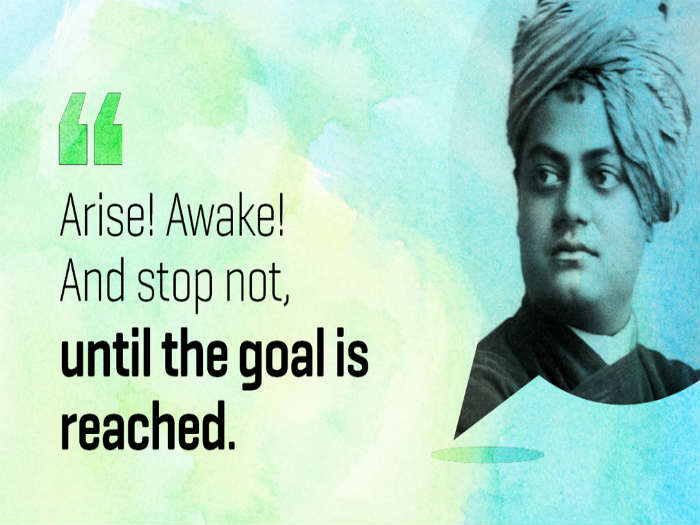 Arise! Awake!
And stop not,
until the goal is
reached.